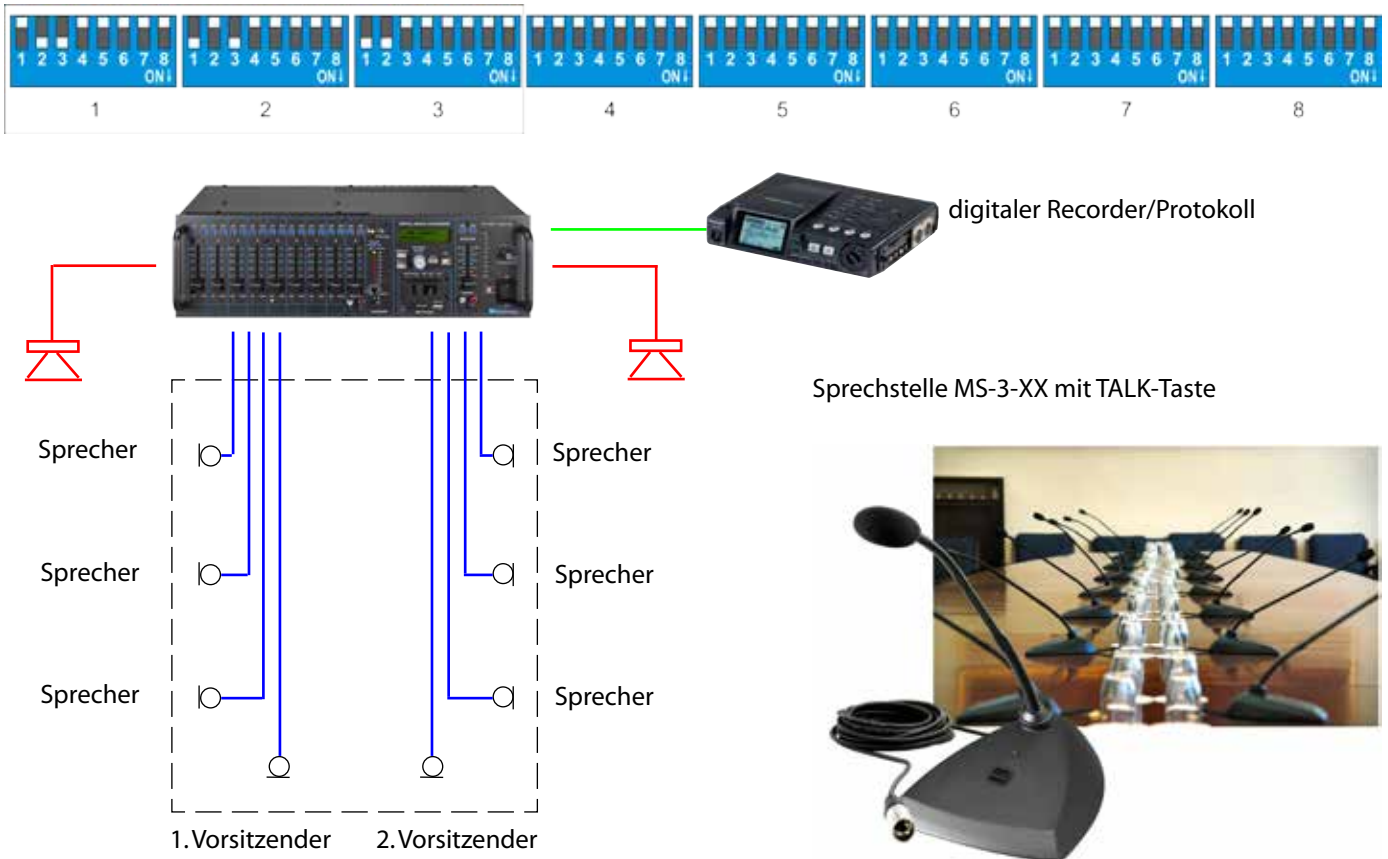 1 2 3 4 5 6 7 8 1 2 3 4 5 6 7 8 1 2 3 4 5 6 7 8 1 2 3 4 5 6 7 8 1 2 3 4 5 6 7 8 1 2 3 4 5 6 7 8 1 2 3 4 5 6 7 8 1 2 3 4 5 6 7 8
ON↓ ON↓ ON↓ ON↓ ON↓ ON↓ ON↓ ON↓
1 2 3 4 5 6 7 8
digitaler Recorder/Protokoll
Sprechstelle MS-3-XX mit TALK-Taste
Sprecher Sprecher
Sprecher Sprecher
Sprecher Sprecher
1. Vorsitzender 2. Vorsitzender